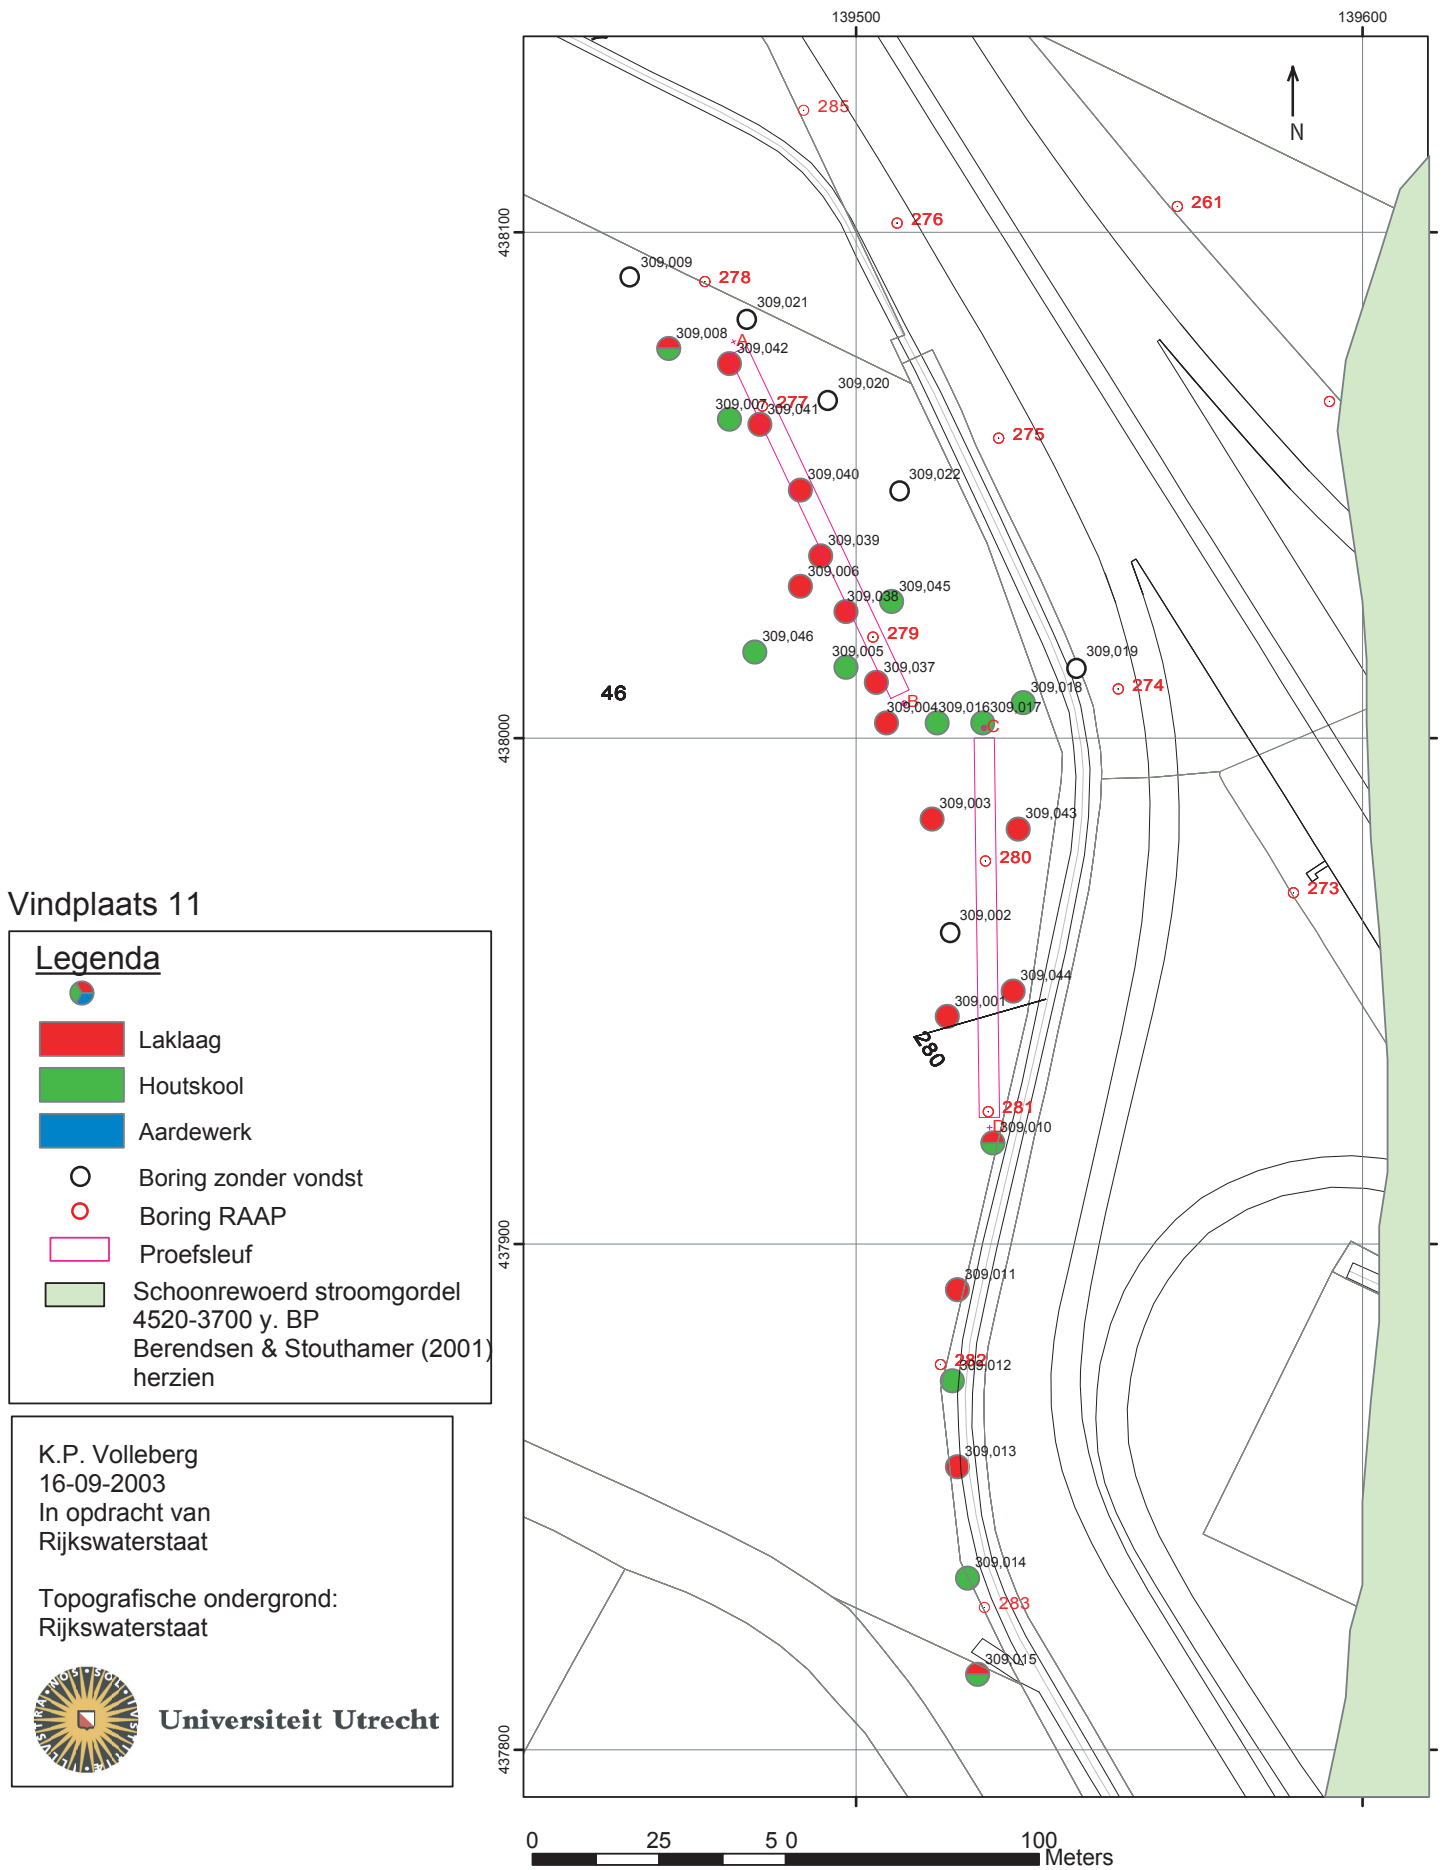 139500
139600
N
285
261
276
438100
309,009
278
309,021
309,008
A
309,042
309,020
309,007
277
309,041
275
309,040
309,022
309,039
309,006
309,045
309,038
279
309,046
309,005
309,019
309,037
46
274
B
309,018
309,004
309,016
309,017
C
438000
309,003
309,043
280
273
Vindplaats 11
309,002
Legenda
309,044
309,001
Laklaag
280
Houtskool
281
Aardewerk
D
309,010
Boring zonder vondst
Boring RAAP
Proefsleuf
137900
Schoonrewoerd stroomgordel
4520-3700 y. BP
Berendsen & Stouthamer (2001)
herzien
309,011
282
309,012
K.P. Volleberg
16-09-2003
In opdracht van
Rijkswaterstaat
309,013
309,014
Topografische ondergrond:
Rijkswaterstaat
283
309,015
SOL IVSTITIÆ ILLVSTRA NOS
Universiteit Utrecht
437800
0
25
5 0
100
Meters